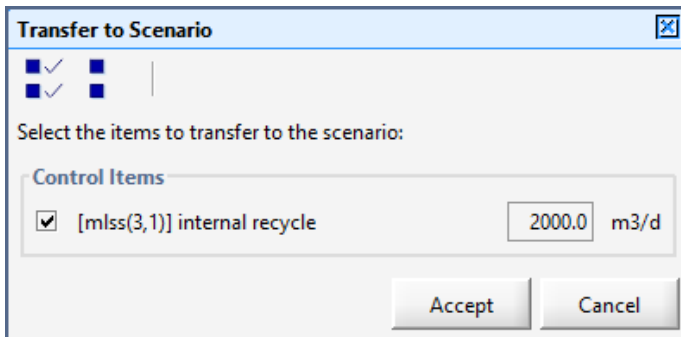 Transfer to Scenario
Select the items to transfer to the scenario:
Control Items
[mlss(3,1)] internal recycle 2000.0 m3/d
Accept Cancel